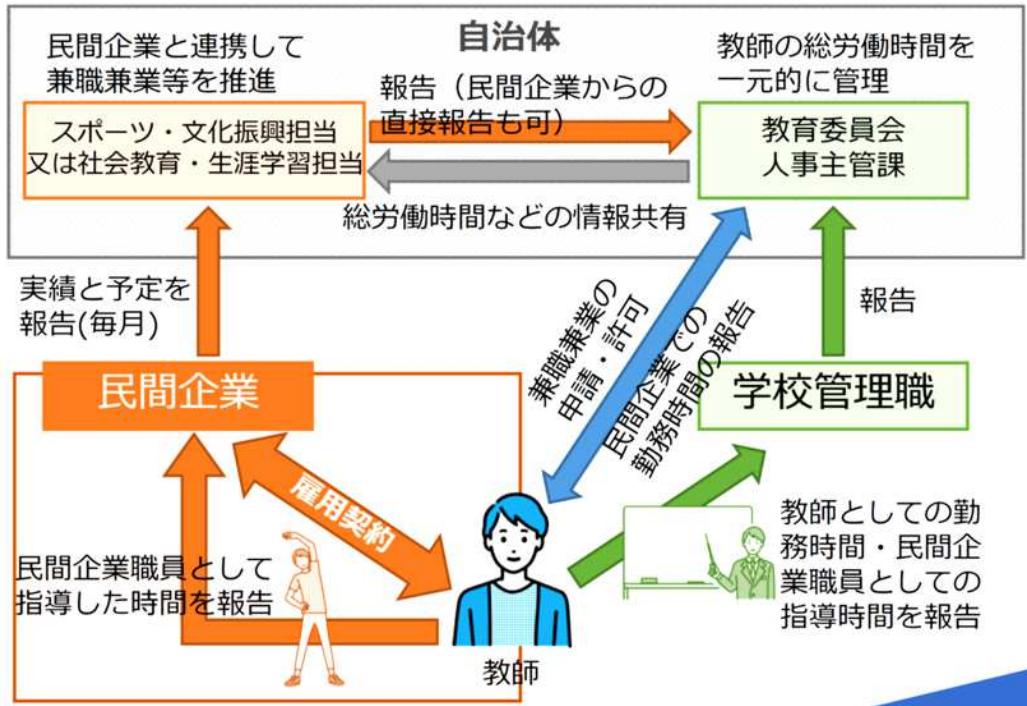 自治体
民間企業と連携して
兼職兼業等を推進
スポーツ・文化振興担当
又は社会教育・生涯学習担当
報告（民間企業からの
直接報告も可）
総労働時間などの情報共有
教師の総労働時間を
一元的に管理
教育委員会
人事主管課
実績と予定を
報告(毎月)
兼職兼業の
申請・許可
民間企業での
勤務時間の報告
報告
民間企業
学校管理職
雇用契約
民間企業職員として
指導した時間を報告
教師
教師としての勤
務時間・民間企
業職員としての
指導時間を報告